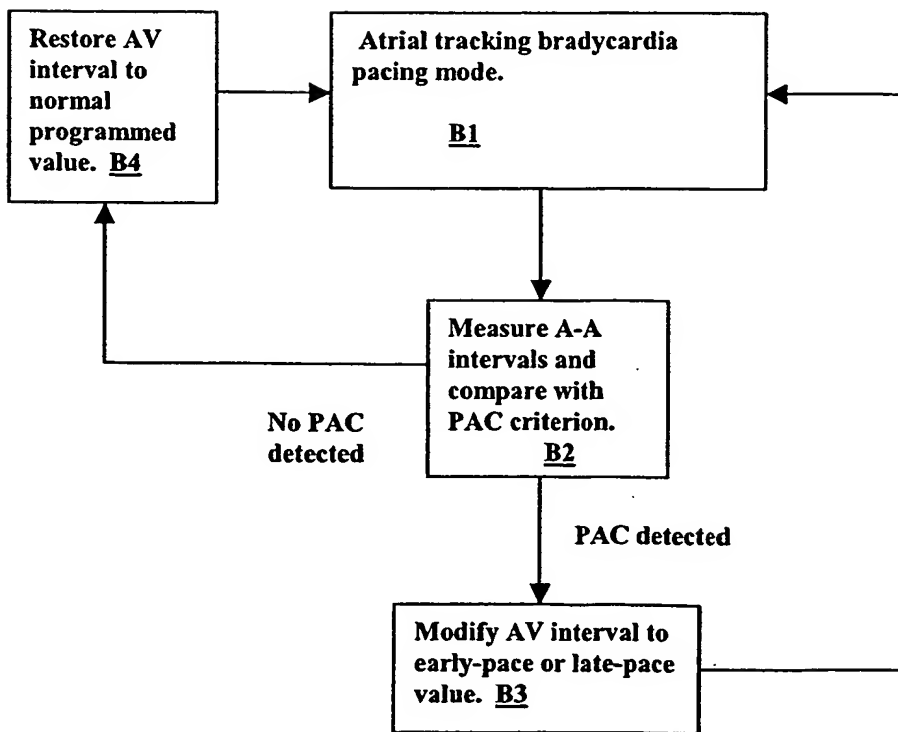 Restore AV
interval to
normal
programmed
value. B4
Atrial tracking bradycardia
pacing mode.
B1
Measure A-A
intervals and
compare with
PAC criterion.
B2
No PAC
detected
PAC detected
Modify AV interval to
early-pace or late-pace
value. B3